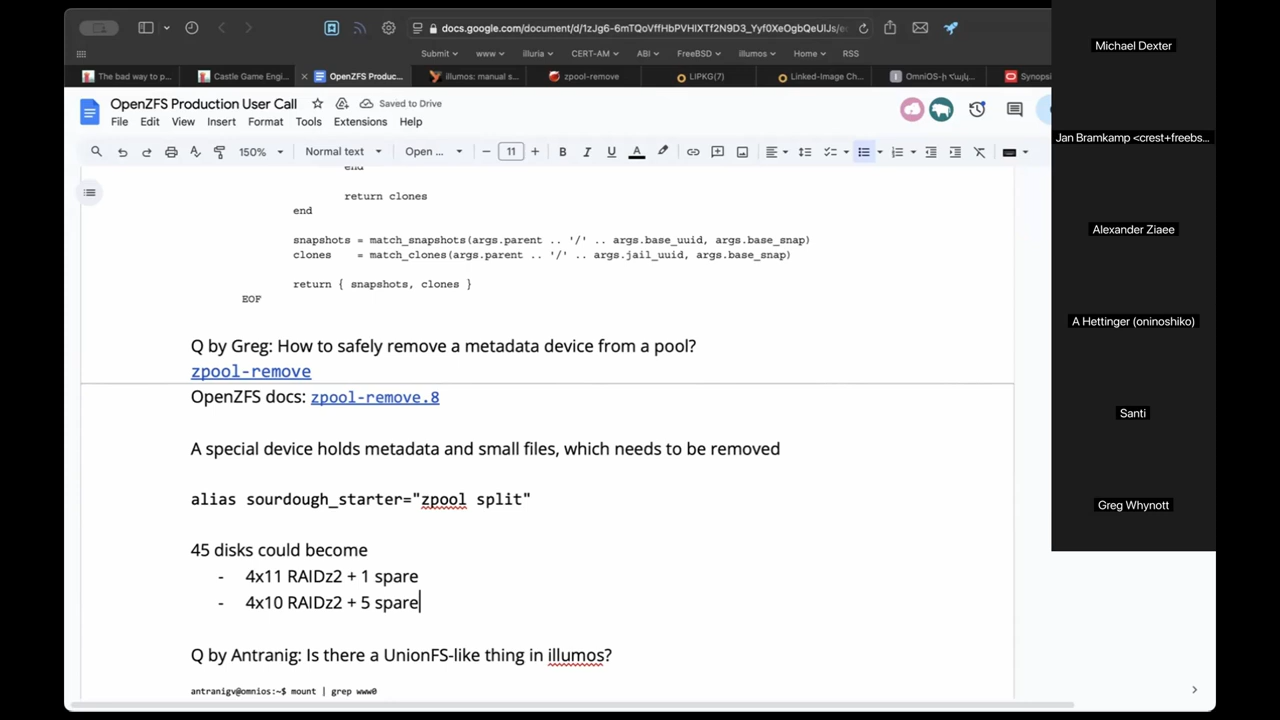 docs.google.com/document/d/1zJg6-6mTQoVffHbPVHIXTf2N9D3_Yyf0XeOgbQeUlJs/e
Submit www illuria CERT-AM ABI FreeBSD illumos Home RSS
The bad way to p... Castle Game Engi... OpenZFS Produc... illumos: manual s... zpool-remove LIPKG(7) Linked-Image Ch... OmniOS-ի Հայկ... Synopsi
OpenZFS Production User Call Saved to Drive
File Edit View Insert Format Tools Extensions Help
150% Normal text Open ... 11 B I U A
end
return clones
end
snapshots = match_snapshots(args.parent .. '/' .. args.base_uuid, args.base_snap)
clones    = match_clones(args.parent .. '/' .. args.jail_uuid, args.base_snap)
return { snapshots, clones }
EOF
Q by Greg: How to safely remove a metadata device from a pool?
zpool-remove
OpenZFS docs: zpool-remove.8
A special device holds metadata and small files, which needs to be removed
alias sourdough_starter="zpool split"
45 disks could become
- 4x11 RAIDz2 + 1 spare
- 4x10 RAIDz2 + 5 spare
Q by Antranig: Is there a UnionFS-like thing in illumos?
antranigv@omnios:~$ mount | grep www0
Michael Dexter
Jan Bramkamp <crest+freebs...
Alexander Ziaee
A Hettinger (oninoshiko)
Santi
Greg Whynott